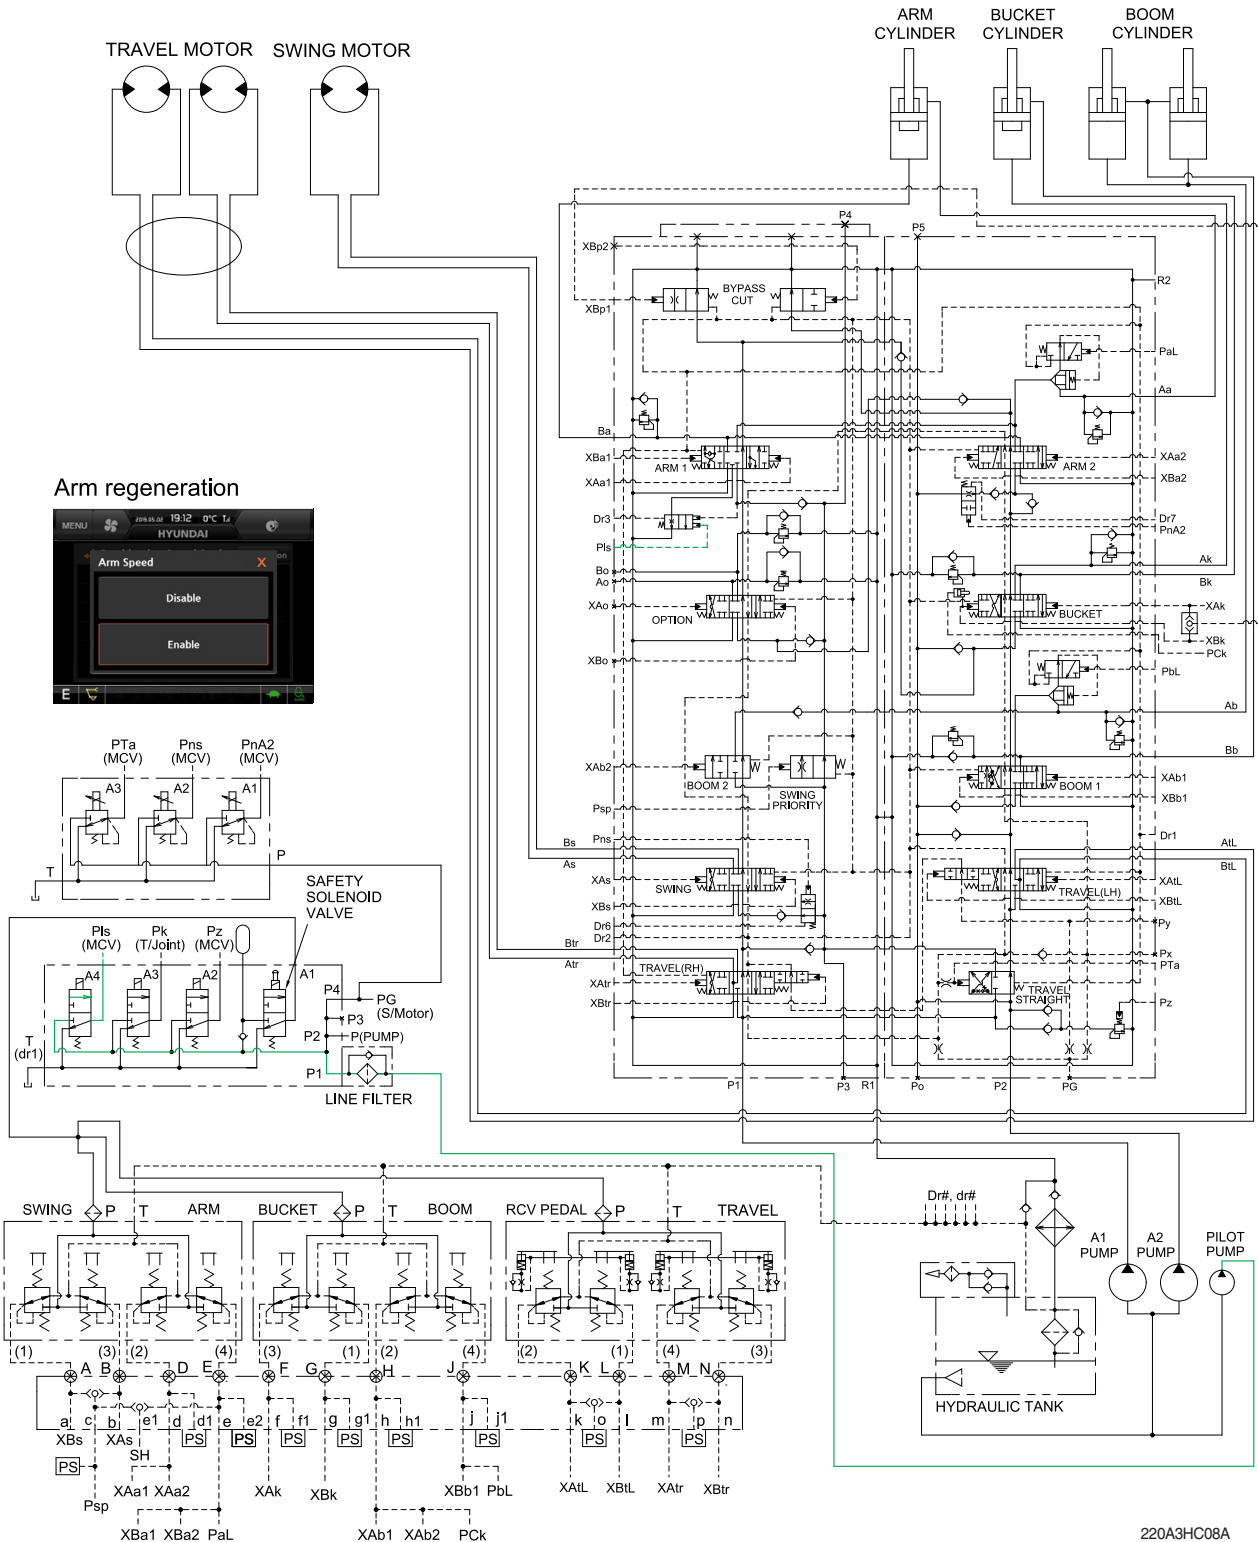 ARM
CYLINDER
BUCKET
CYLINDER
BOOM
CYLINDER
TRAVEL MOTOR
SWING MOTOR
P4
P5
XBp2
R2
BYPASS
CUT
XBp1
PaL
Aa
Ba
XBa1
ARM 1
XAa1
ARM 2
XAa2
XBa2
Dr3
Pls
Dr7
PnA2
Bo
Ao
XAo
OPTION
XBo
Ak
Bk
XAk
BUCKET
XBk
PCk
PbL
Ab
Bb
XAb2
BOOM 2
SWING
PRIORITY
BOOM 1
XAb1
XBb1
Psp
Pns
Dr1
Bs
As
AtL
BtL
XAs
SWING
XBs
TRAVEL(LH)
XAtL
XBtL
Dr6
Dr2
Py
Btr
Atr
Px
PTa
TRAVEL(RH)
XAtr
XBtr
TRAVEL
STRAIGHT
Pz
P1
P3
R1
Po
P2
PG
Arm regeneration
MENU
2019.05.02 19:12 0°C
HYUNDAI
Arm Speed X
Disable
Enable
E
PTa
(MCV)
Pns
(MCV)
PnA2
(MCV)
A3
A2
A1
T
P
SAFETY
SOLENOID
VALVE
Pls
(MCV)
Pk
(T/Joint)
Pz
(MCV)
A4
A3
A2
A1
P4
PG
(S/Motor)
P3
P2
P(PUMP)
T
(dr1)
P1
LINE FILTER
SWING
P
T
ARM
BUCKET
P
T
BOOM
RCV PEDAL
P
T
TRAVEL
Dr#, dr#
A1
PUMP
A2
PUMP
PILOT
PUMP
HYDRAULIC TANK
(1)
(3)
(2)
(4)
(3)
(1)
(2)
(4)
(2)
(1)
(4)
(3)
A
B
D
E
F
G
H
J
K
L
M
N
a
c
b
e1
d
d1
e
e2
f
f1
g
g1
h
h1
j
j1
k
o
l
m
p
n
PS
PS
PS
PS
PS
PS
PS
PS
XBs
XAs
SH
PS
Psp
XAa1
XAa2
XAk
XBk
XBb1
PbL
XAtL
XBtL
XAtr
XBtr
XBa1
XBa2
PaL
XAb1
XAb2
PCk
220A3HC08A